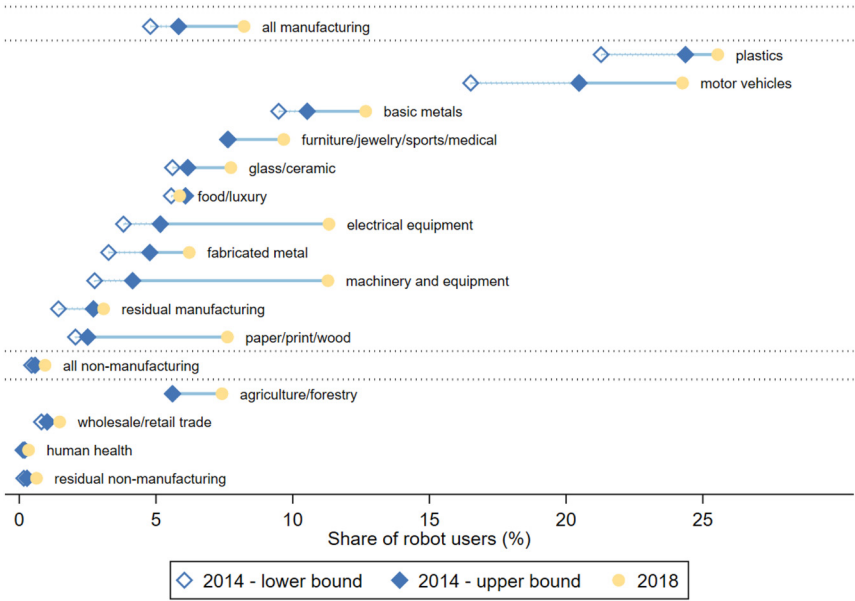 all manufacturing
plastics
motor vehicles
basic metals
furniture/jewelry/sports/medical
glass/ceramic
food/luxury
electrical equipment
fabricated metal
machinery and equipment
residual manufacturing
paper/print/wood
all non-manufacturing
agriculture/forestry
wholesale/retail trade
human health
residual non-manufacturing
0 5 10 15 20 25
Share of robot users (%)
2014 - lower bound 2014 - upper bound 2018